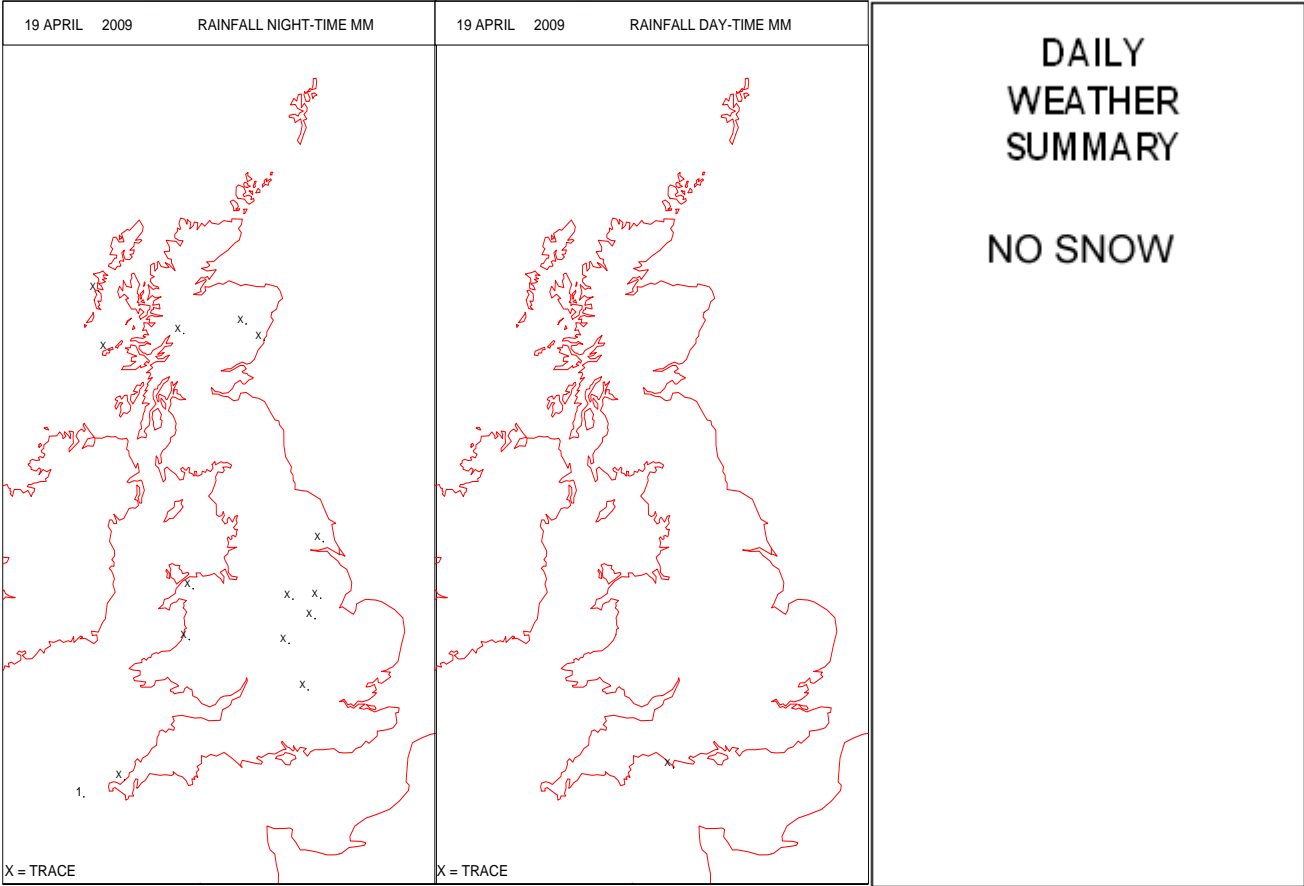 19 APRIL 2009 RAINFALL NIGHT-TIME MM
X
X.
X.
X.
X.
X.
X.
X.
X.
X.
X.
X.
X.
X.
1.
X = TRACE
19 APRIL 2009 RAINFALL DAY-TIME MM
X
X = TRACE
DAILY
WEATHER
SUMMARY
NO SNOW